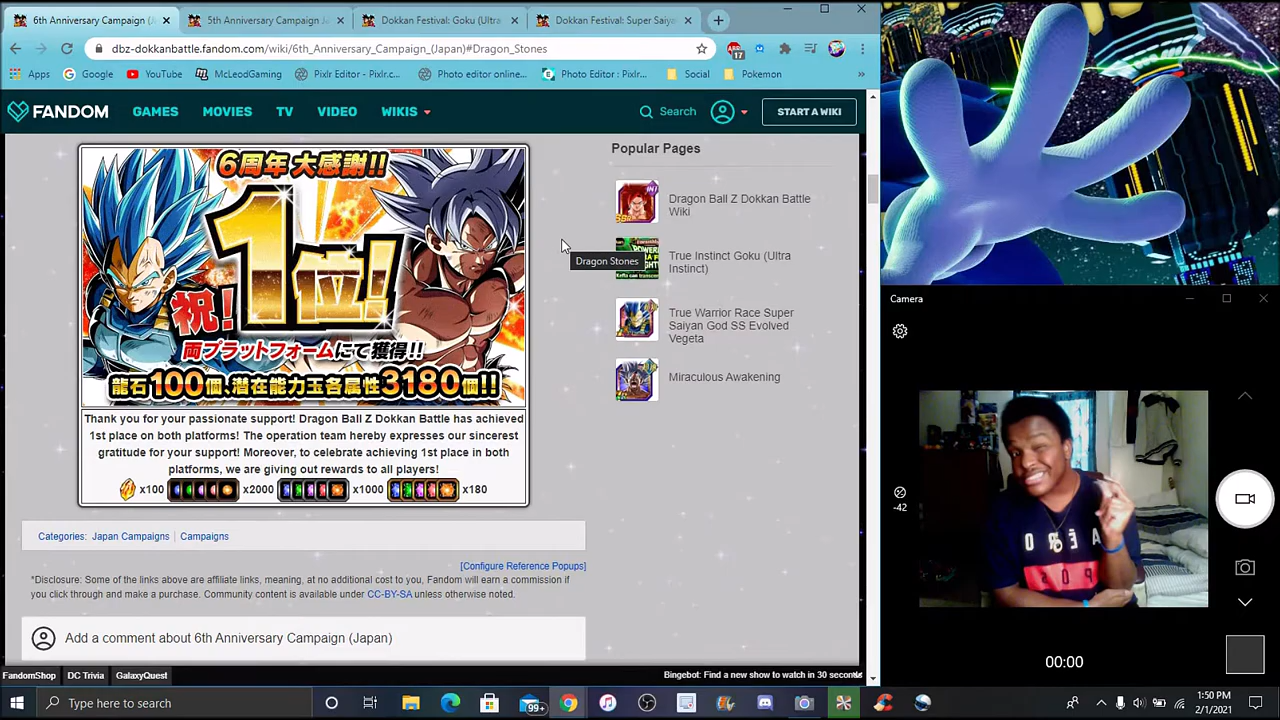 6th Anniversary Campaign (
5th Anniversary Campaign J
Dokkan Festival: Goku (Ultra
Dokkan Festival: Super Saiya
dbz-dokkanbattle.fandom.com/wiki/6th_Anniversary_Campaign_(Japan)#Dragon_Stones
17
Apps
Google
YouTube
McLeodGaming
Pixlr Editor - Pixlr.c...
Photo editor online...
Photo Editor : Pixlr...
Social
Pokemon
»
FANDOM
GAMES
MOVIES
TV
VIDEO
WIKIS
Search
START A WIKI
6周年 大感謝!!
祝!
1位!
両プラットフォームにて獲得!!
龍石100個、潜在能力玉各属性3180個!!
Thank you for your passionate support! Dragon Ball Z Dokkan Battle has achieved
1st place on both platforms! The operation team hereby expresses our sincerest
gratitude for your support! Moreover, to celebrate achieving 1st place in both
platforms, we are giving out rewards to all players!
x100 x2000 x1000 x180
Popular Pages
Dragon Ball Z Dokkan Battle
Wiki
Dragon Stones
True Instinct Goku (Ultra
Instinct)
True Warrior Race Super
Saiyan God SS Evolved
Vegeta
Miraculous Awakening
Categories: Japan Campaigns Campaigns
[Configure Reference Popups]
*Disclosure: Some of the links above are affiliate links, meaning, at no additional cost to you, Fandom will earn a commission if
you click through and make a purchase. Community content is available under CC-BY-SA unless otherwise noted.
Add a comment about 6th Anniversary Campaign (Japan)
FandomShop
DC Trivia
GalaxyQuest
Bingebot: Find a new show to watch in 30 seconds
Camera
-42
00:00
Type here to search
99+
1:50 PM
2/1/2021